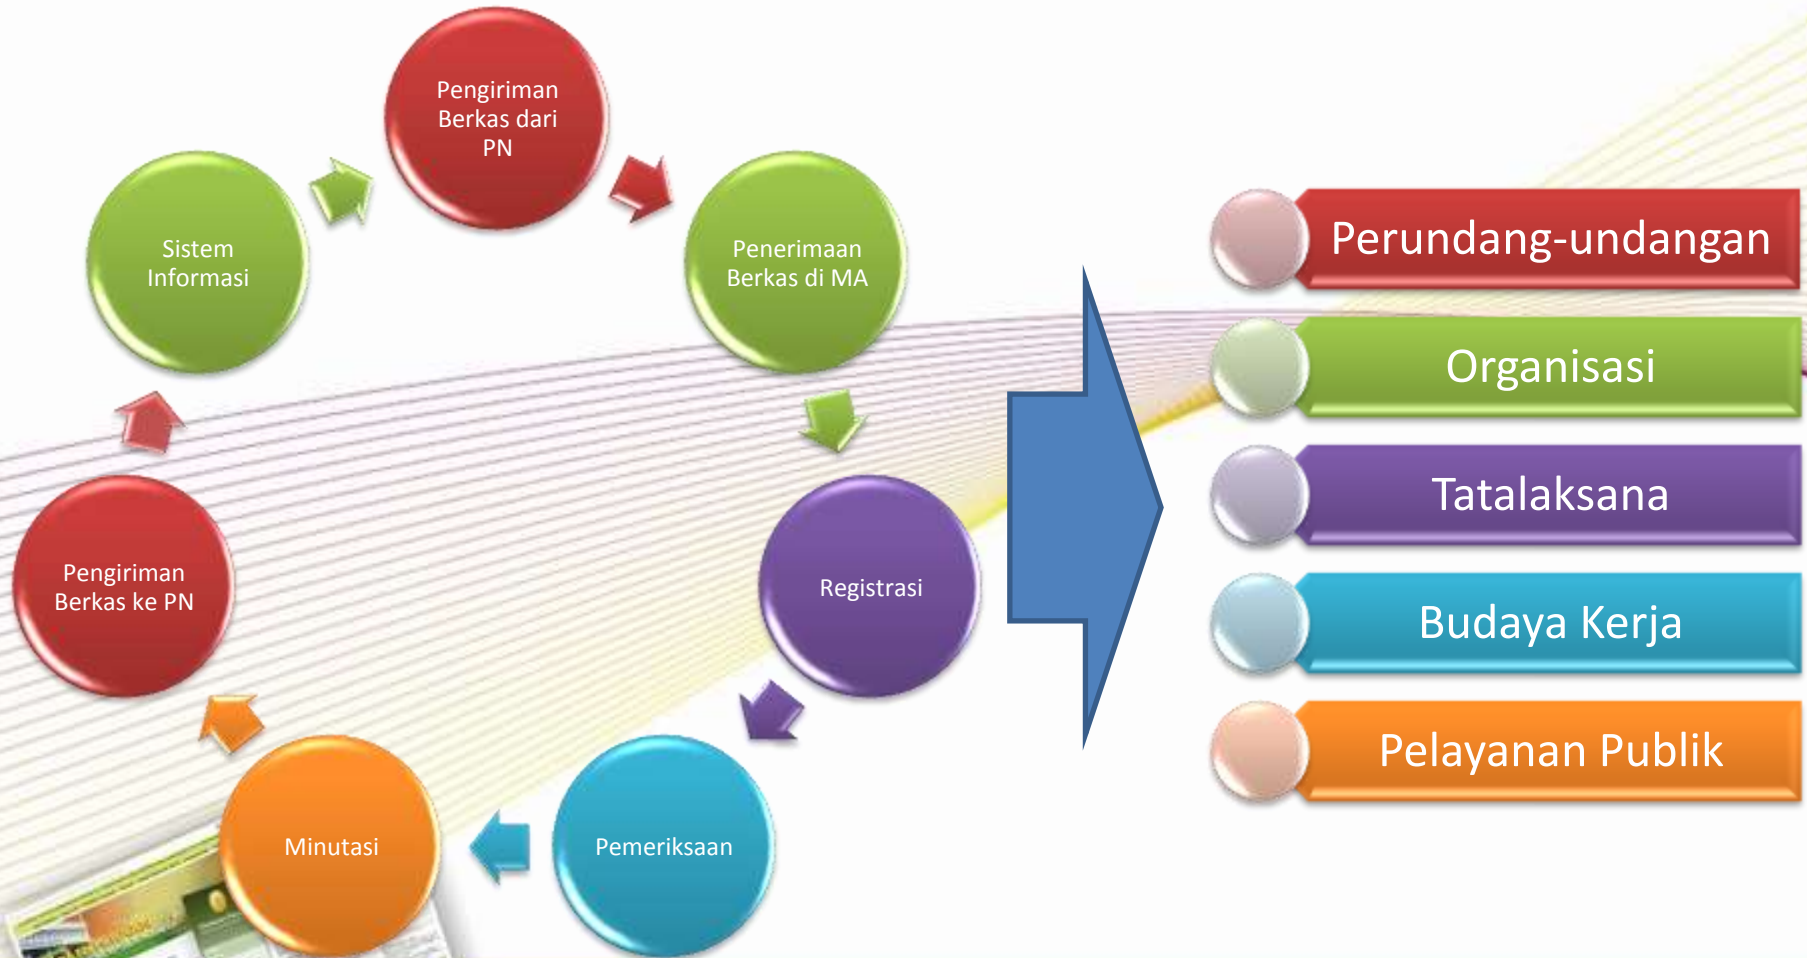 Pengiriman
Berkas dari
PN
Penerimaan
Berkas di MA
Registrasi
Pemeriksaan
Minutasi
Pengiriman
Berkas ke PN
Sistem
Informasi
Perundang-undangan
Organisasi
Tatalaksana
Budaya Kerja
Pelayanan Publik